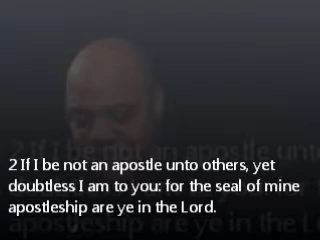 2 If I be not an apostle unto others, yet
doubtless I am to you: for the seal of mine
apostleship are ye in the Lord.